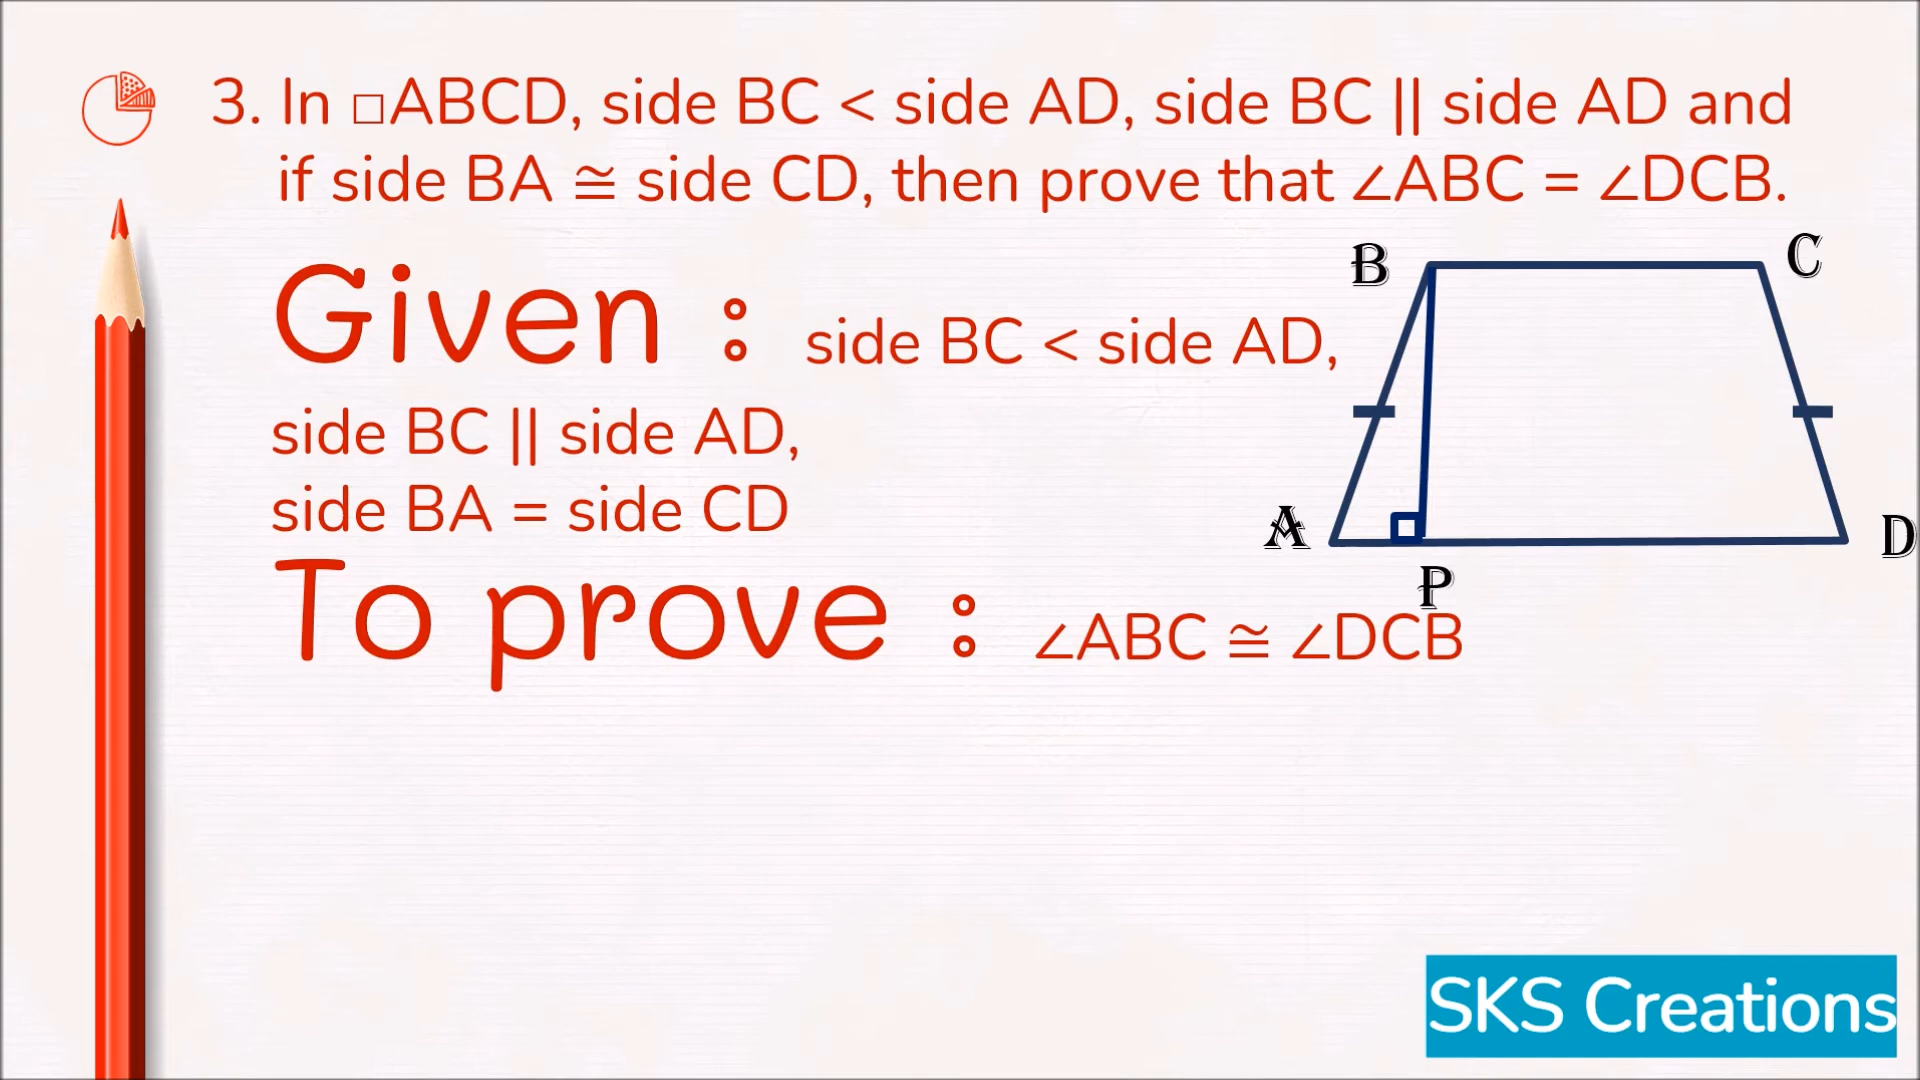 3. In □ABCD, side BC < side AD, side BC || side AD and
if side BA ≅ side CD, then prove that ∠ABC = ∠DCB.
B
C
Given : side BC < side AD,
side BC || side AD,
side BA = side CD
A
D
P
To prove : ∠ABC ≅ ∠DCB
SKS Creations